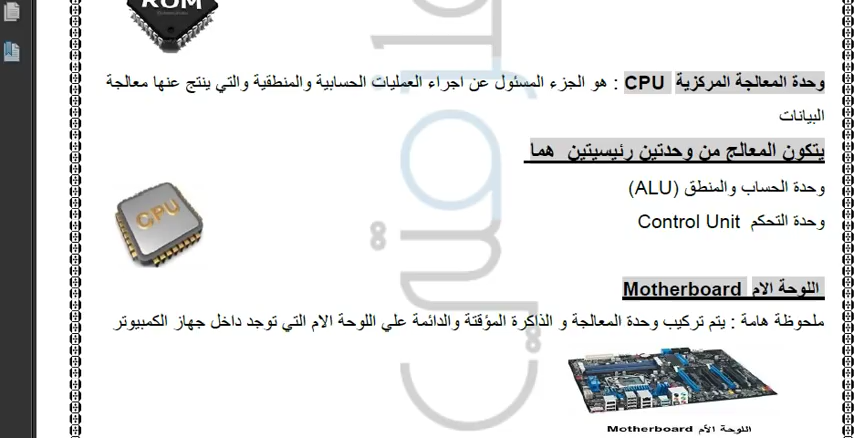 ROM
وحدة المعالجة المركزية CPU : هو الجزء المسئول عن اجراء العمليات الحسابية والمنطقية والتي ينتج عنها معالجة
البيانات
يتكون المعالج من وحدتين رئيسيتين هما
وحدة الحساب والمنطق (ALU)
وحدة التحكم Control Unit
CPU
اللوحة الام Motherboard
ملحوظة هامة : يتم تركيب وحدة المعالجة و الذاكرة المؤقتة والدائمة علي اللوحة الام التي توجد داخل جهاز الكمبيوتر
اللوحة الأم Motherboard